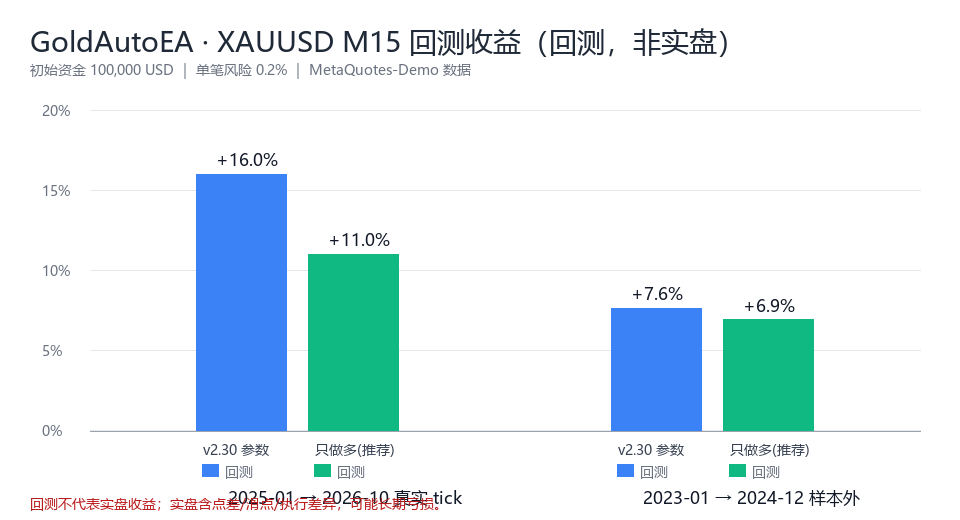 GoldAutoEA · XAUUSD M15 回测收益（回测，非实盘）
初始资金 100,000 USD ｜ 单笔风险 0.2% ｜ MetaQuotes-Demo 数据
20%
15%
10%
5%
0%
+16.0%
+11.0%
+7.6%
+6.9%
v2.30 参数
只做多(推荐)
v2.30 参数
只做多(推荐)
回测
回测
回测
回测
2025-01 → 2026-10 真实 tick
2023-01 → 2024-12 样本外
回测不代表实盘收益；实盘含点差/滑点/执行差异，可能长期亏损。